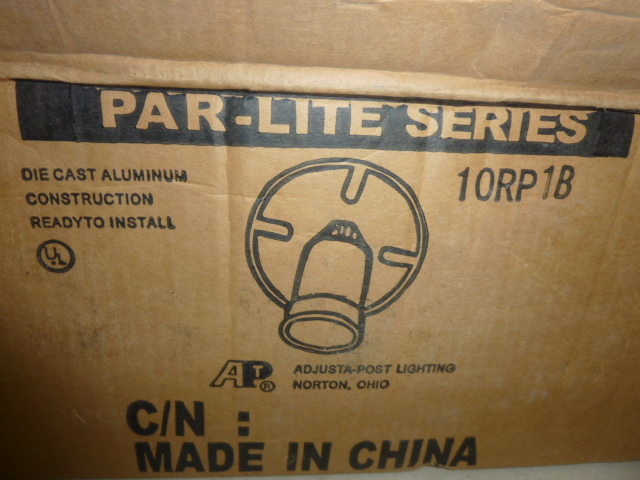 PAR-LITE SERIES
DIE CAST ALUMINUM
CONSTRUCTION
READYTO INSTALL
10RP1B
UL
APT®
ADJUSTA-POST LIGHTING
NORTON, OHIO
C/N :
MADE IN CHINA